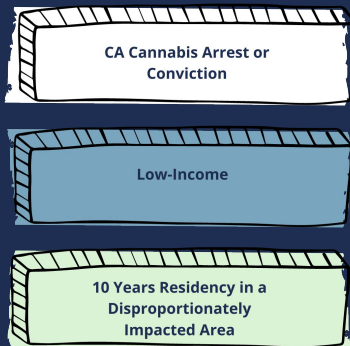 CA Cannabis Arrest or
Conviction
Low-Income
10 Years Residency in a
Disproportionately
Impacted Area